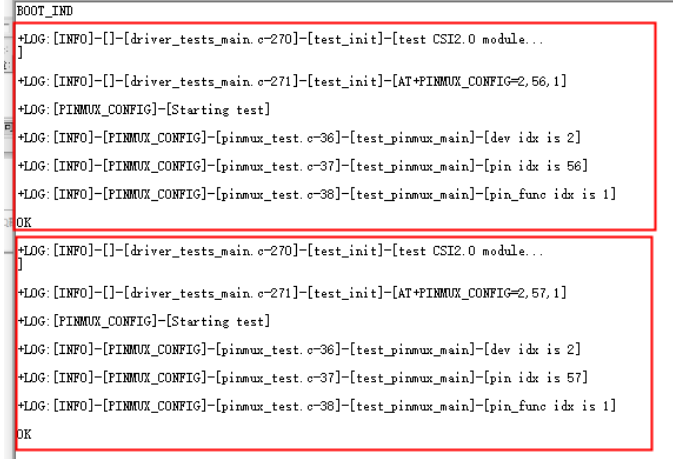 BOOT_IND
+LOG:[INFO]-[]-[driver_tests_main.c-270]-[test_init]-[test CSI2.0 module...
]
+LOG:[INFO]-[]-[driver_tests_main.c-271]-[test_init]-[AT+PINMUX_CONFIG=2,56,1]
+LOG:[PINMUX_CONFIG]-[Starting test]
+LOG:[INFO]-[PINMUX_CONFIG]-[pinmux_test.c-36]-[test_pinmux_main]-[dev idx is 2]
+LOG:[INFO]-[PINMUX_CONFIG]-[pinmux_test.c-37]-[test_pinmux_main]-[pin idx is 56]
+LOG:[INFO]-[PINMUX_CONFIG]-[pinmux_test.c-38]-[test_pinmux_main]-[pin_func idx is 1]
OK
+LOG:[INFO]-[]-[driver_tests_main.c-270]-[test_init]-[test CSI2.0 module...
]
+LOG:[INFO]-[]-[driver_tests_main.c-271]-[test_init]-[AT+PINMUX_CONFIG=2,57,1]
+LOG:[PINMUX_CONFIG]-[Starting test]
+LOG:[INFO]-[PINMUX_CONFIG]-[pinmux_test.c-36]-[test_pinmux_main]-[dev idx is 2]
+LOG:[INFO]-[PINMUX_CONFIG]-[pinmux_test.c-37]-[test_pinmux_main]-[pin idx is 57]
+LOG:[INFO]-[PINMUX_CONFIG]-[pinmux_test.c-38]-[test_pinmux_main]-[pin_func idx is 1]
OK